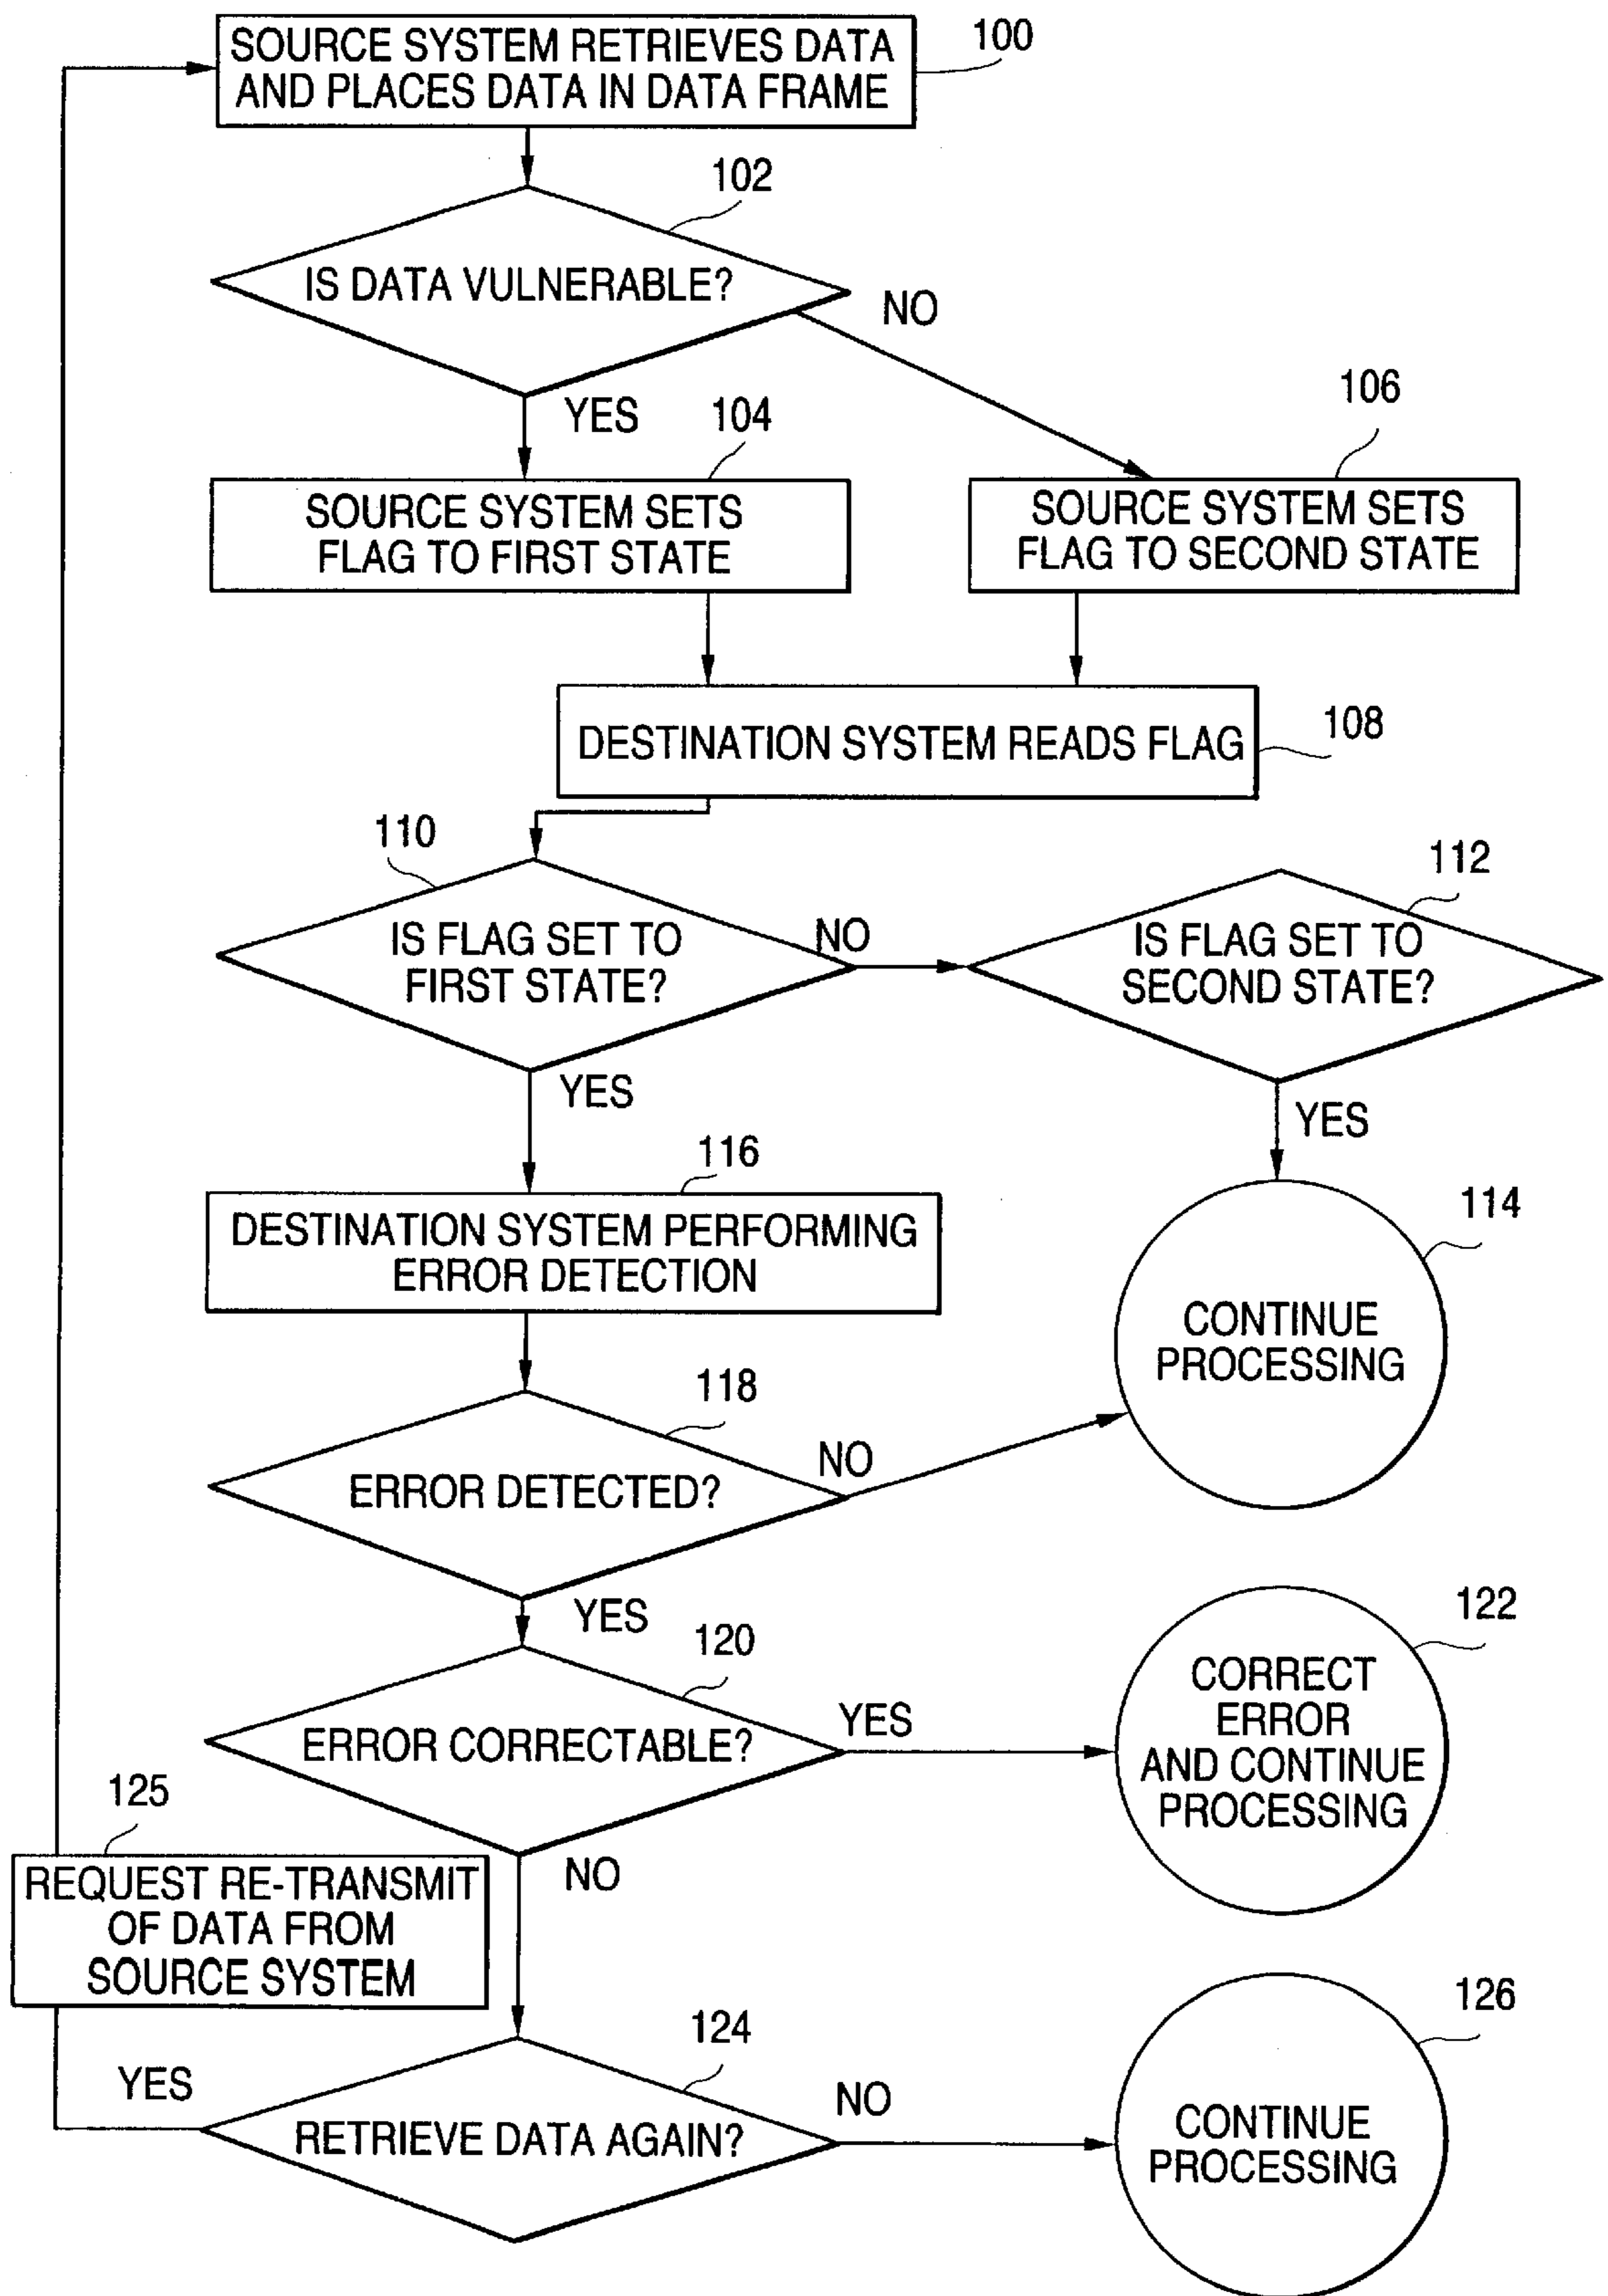 SOURCE SYSTEM RETRIEVES DATA
AND PLACES DATA IN DATA FRAME
100
102
IS DATA VULNERABLE?
NO
YES
104
106
SOURCE SYSTEM SETS
FLAG TO FIRST STATE
SOURCE SYSTEM SETS
FLAG TO SECOND STATE
DESTINATION SYSTEM READS FLAG
108
110
112
IS FLAG SET TO
FIRST STATE?
NO
IS FLAG SET TO
SECOND STATE?
YES
YES
116
114
DESTINATION SYSTEM PERFORMING
ERROR DETECTION
CONTINUE
PROCESSING
118
ERROR DETECTED?
NO
YES
120
122
ERROR CORRECTABLE?
YES
CORRECT
ERROR
AND CONTINUE
PROCESSING
125
NO
REQUEST RE-TRANSMIT
OF DATA FROM
SOURCE SYSTEM
124
126
YES
RETRIEVE DATA AGAIN?
NO
CONTINUE
PROCESSING